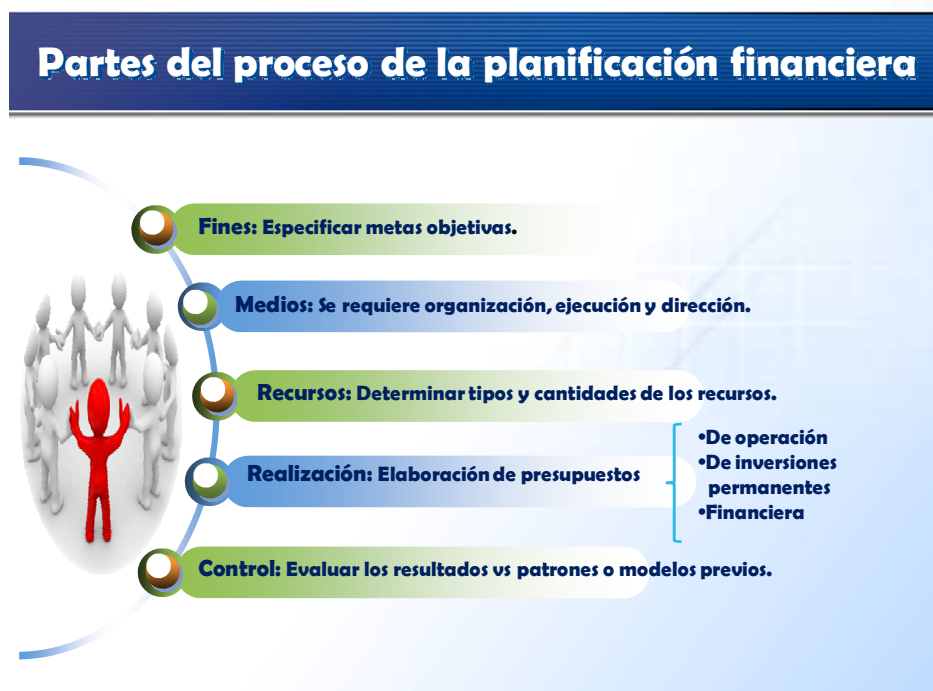 Partes del proceso de la planificación financiera
Fines: Especificar metas objetivas.
Medios: Se requiere organización, ejecución y dirección.
Recursos: Determinar tipos y cantidades de los recursos.
Realización: Elaboración de presupuestos
•De operación
•De inversiones
permanentes
•Financiera
Control: Evaluar los resultados vs patrones o modelos previos.